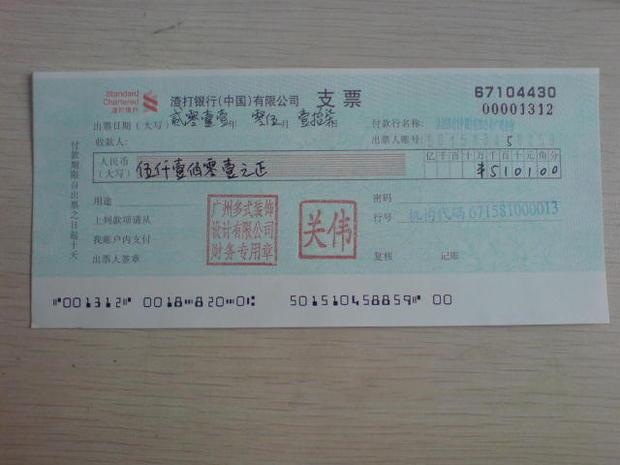 Standard
Chartered
渣打银行
渣打银行(中国)有限公司 支票
67104430
00001312
出票日期(大写) 贰零壹壹年 零伍月 壹拾柒日
付款行名称:
收款人:
出票人账号:
人民币
(大写) 伍仟壹佰零壹元正
亿千百十万千百十元角分
¥510100
付款期限自出票之日起十天
用途
密码
上列款项请从
行号 机构代码 671581000013
我账户内支付
出票人签章
复核 记账
广州多式装饰
设计有限公司
财务专用章
关伟
⑈001312⑈ 0018⑉820⑉0⑆ 501510458859⑈ 00